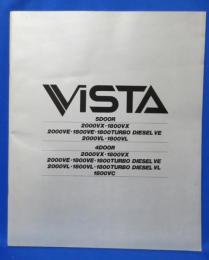 VISTA
5DOOR
2000VX·1800VX
2000VE·1800VE·1800TURBO DIESEL VE
2000VL·1800VL
4DOOR
2000VX·1800VX
2000VE·1800VE·1800TURBO DIESEL VE
2000VL·1800VL·1800TURBO DIESEL VL
1800VC